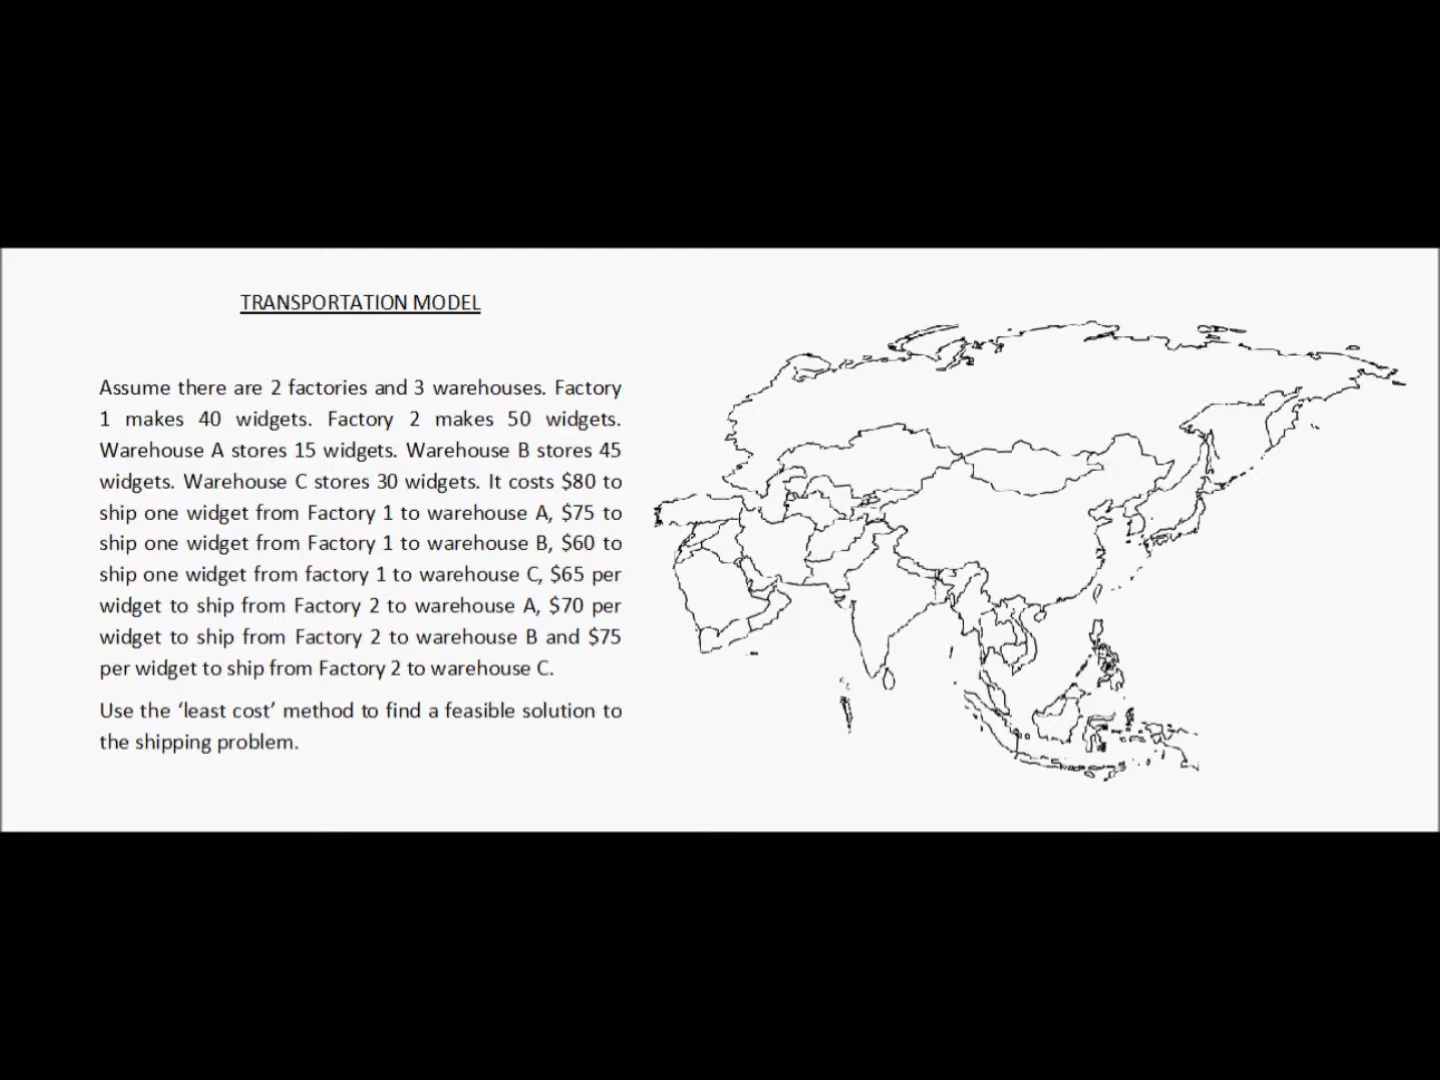 TRANSPORTATION MODEL
Assume there are 2 factories and 3 warehouses. Factory
1 makes 40 widgets. Factory 2 makes 50 widgets.
Warehouse A stores 15 widgets. Warehouse B stores 45
widgets. Warehouse C stores 30 widgets. It costs $80 to
ship one widget from Factory 1 to warehouse A, $75 to
ship one widget from Factory 1 to warehouse B, $60 to
ship one widget from factory 1 to warehouse C, $65 per
widget to ship from Factory 2 to warehouse A, $70 per
widget to ship from Factory 2 to warehouse B and $75
per widget to ship from Factory 2 to warehouse C.
Use the ‘least cost’ method to find a feasible solution to
the shipping problem.